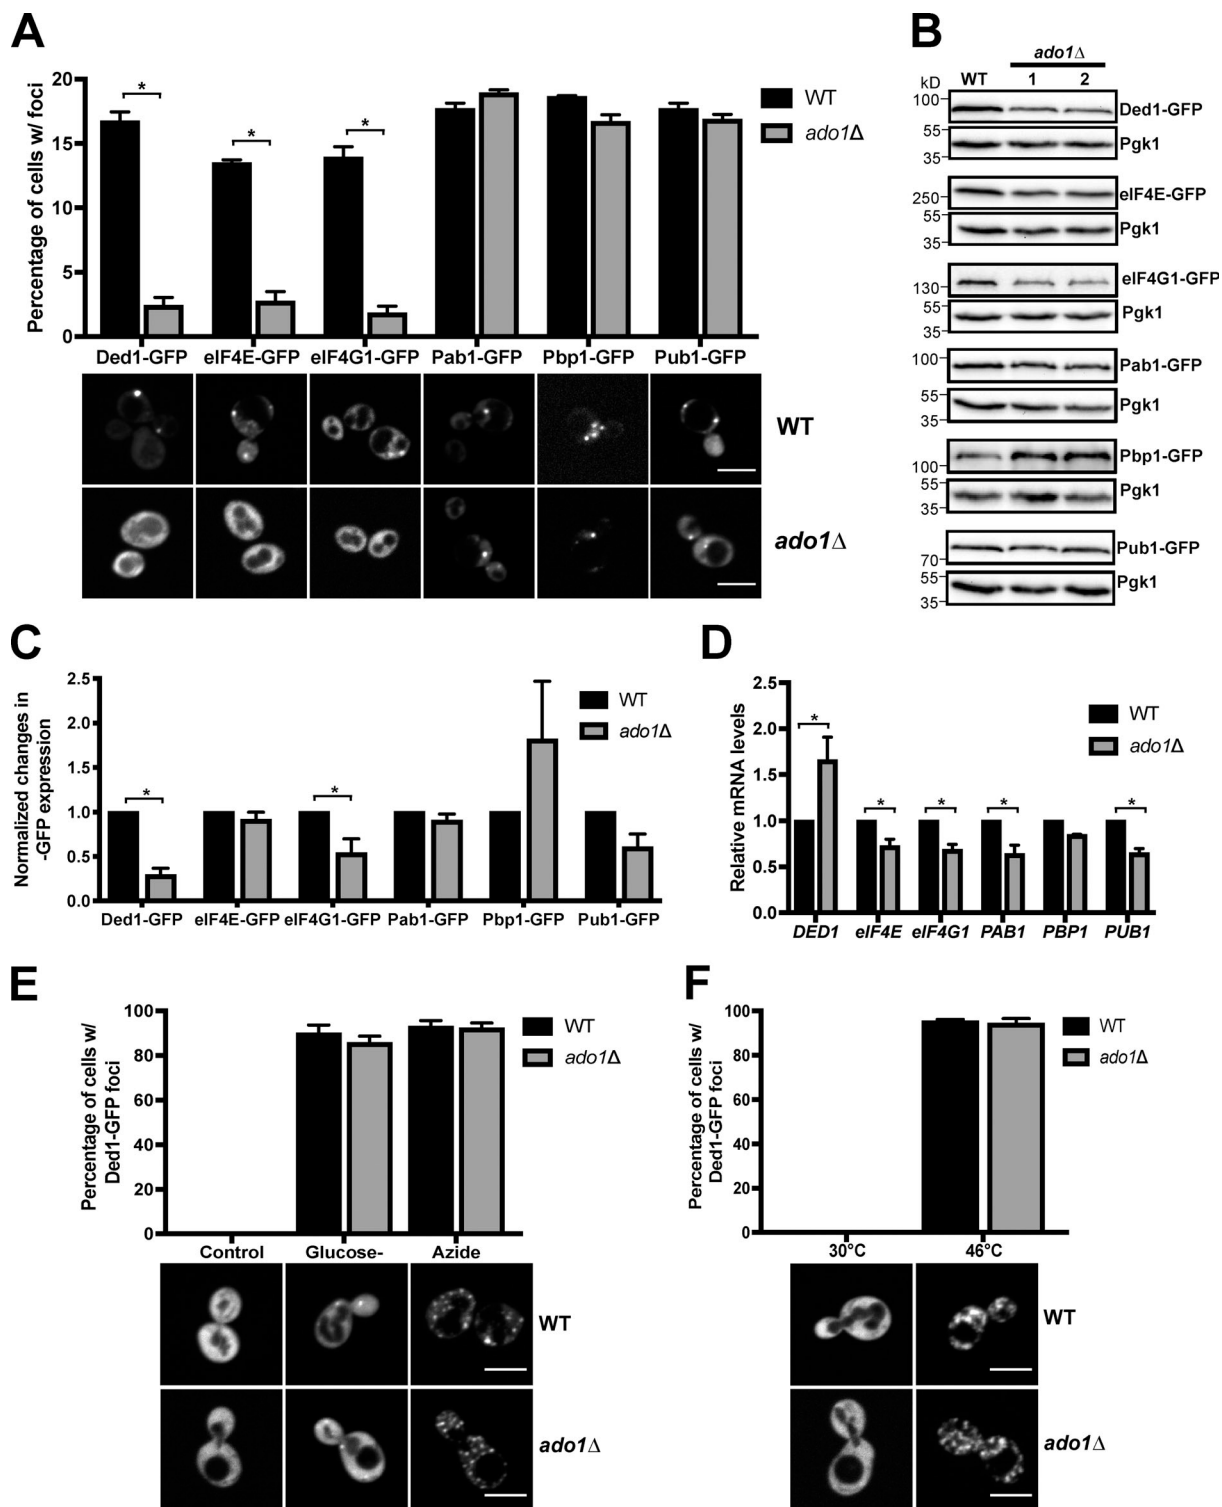 A
Percentage of cells w/ foci
20
15
10
5
0
*
*
*
WT
ado1Δ
Ded1-GFP
eIF4E-GFP
eIF4G1-GFP
Pab1-GFP
Pbp1-GFP
Pub1-GFP
WT
ado1Δ
B
ado1Δ
kD
WT
1
2
100
Ded1-GFP
55
35
Pgk1
250
eIF4E-GFP
55
35
Pgk1
130
eIF4G1-GFP
55
35
Pgk1
100
Pab1-GFP
55
35
Pgk1
100
Pbp1-GFP
55
35
Pgk1
70
Pub1-GFP
55
35
Pgk1
C
Normalized changes in
-GFP expression
2.5
2.0
1.5
1.0
0.5
0.0
*
*
WT
ado1Δ
Ded1-GFP
eIF4E-GFP
eIF4G1-GFP
Pab1-GFP
Pbp1-GFP
Pub1-GFP
D
Relative mRNA levels
2.5
2.0
1.5
1.0
0.5
0.0
*
*
*
*
*
WT
ado1Δ
DED1
eIF4E
eIF4G1
PAB1
PBP1
PUB1
E
Percentage of cells w/
Ded1-GFP foci
100
80
60
40
20
0
WT
ado1Δ
Control
Glucose-
Azide
WT
ado1Δ
F
Percentage of cells w/
Ded1-GFP foci
100
80
60
40
20
0
WT
ado1Δ
30°C
46°C
WT
ado1Δ